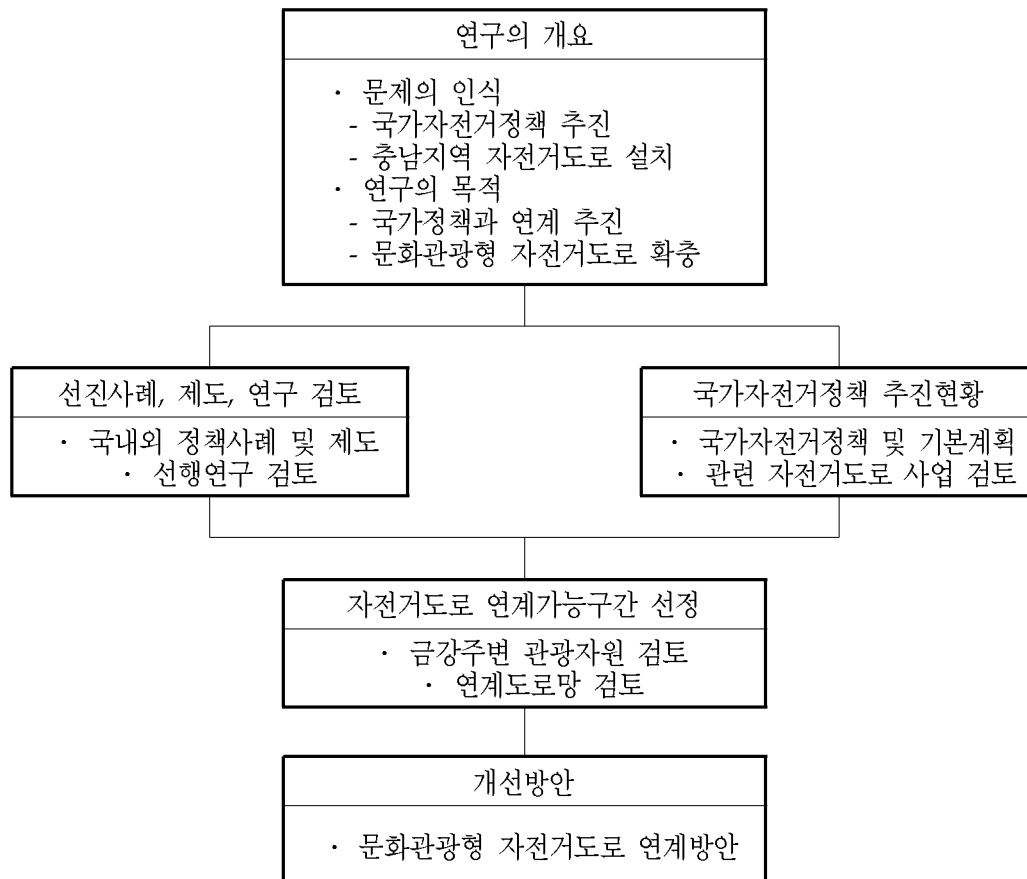 연구의 개요
· 문제의 인식
- 국가자전거정책 추진
- 충남지역 자전거도로 설치
· 연구의 목적
- 국가정책과 연계 추진
- 문화관광형 자전거도로 확충
선진사례, 제도, 연구 검토
· 국내외 정책사례 및 제도
· 선행연구 검토
국가자전거정책 추진현황
· 국가자전거정책 및 기본계획
· 관련 자전거도로 사업 검토
자전거도로 연계가능구간 선정
· 금강주변 관광자원 검토
· 연계도로망 검토
개선방안
· 문화관광형 자전거도로 연계방안